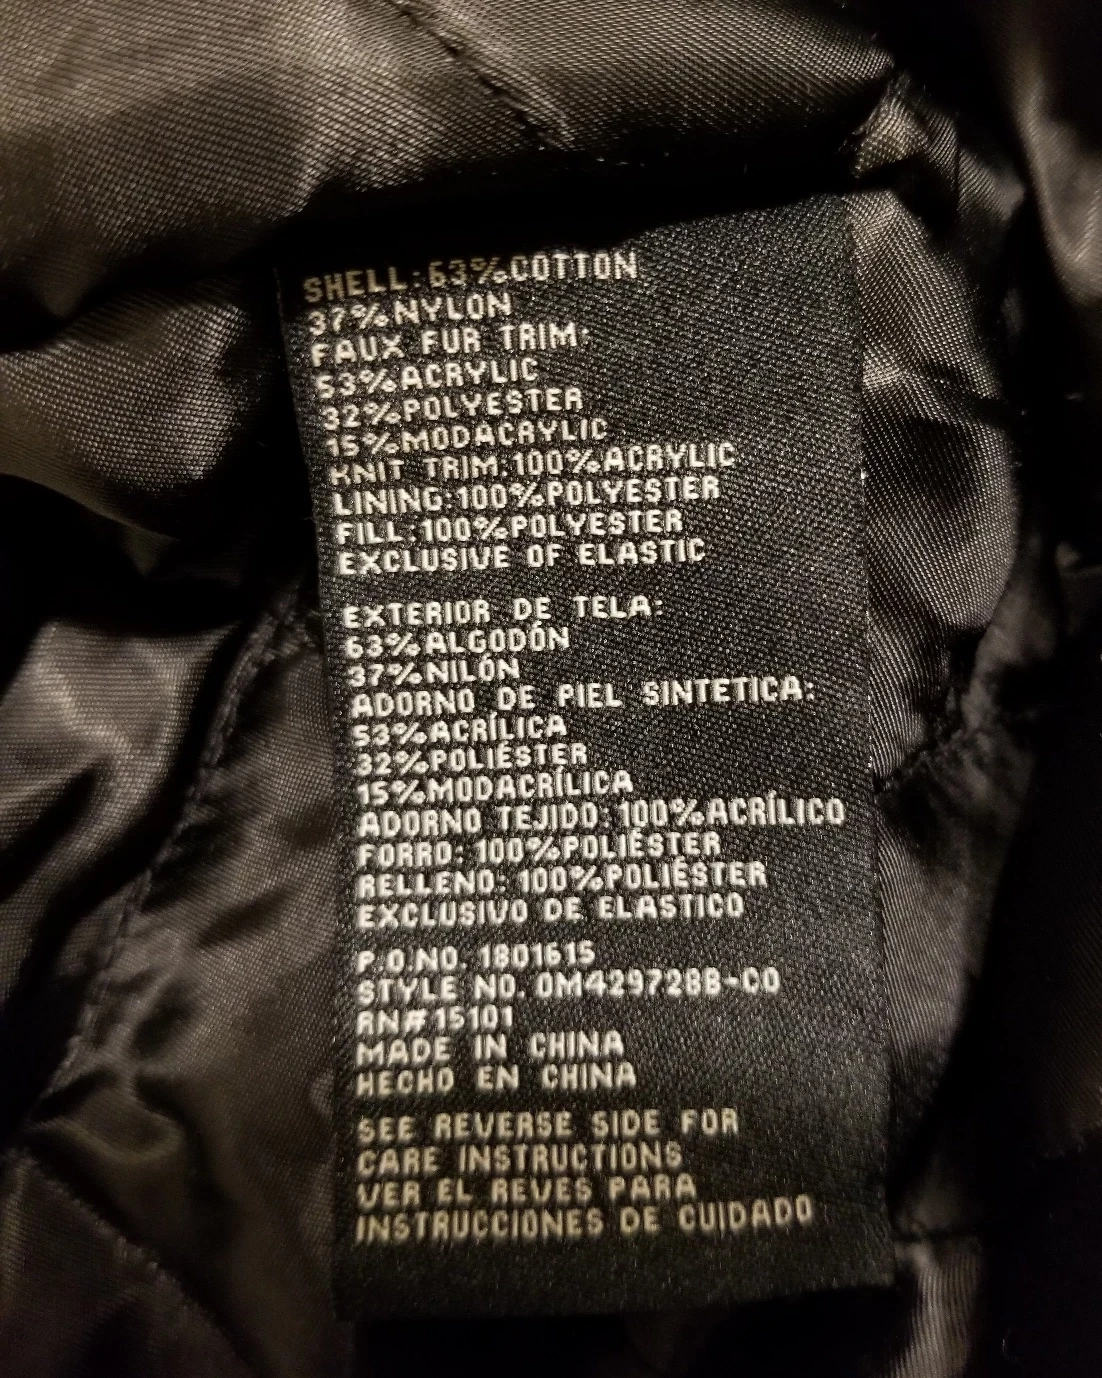 SHELL:63%COTTON
37%NYLON
FAUX FUR TRIM:
53%ACRYLIC
32%POLYESTER
15%MODACRYLIC
KNIT TRIM:100%ACRYLIC
LINING:100%POLYESTER
FILL:100%POLYESTER
EXCLUSIVE OF ELASTIC
EXTERIOR DE TELA:
63%ALGODÓN
37%NILÓN
ADORNO DE PIEL SINTETICA:
53%ACRÍLICA
32%POLIÉSTER
15%MODACRÍLICA
ADORNO TEJIDO:100%ACRÍLICO
FORRO: 100%POLIÉSTER
RELLENO: 100%POLIÉSTER
EXCLUSIVO DE ELASTICO
P.O.NO. 1801615
STYLE NO. OM429728B-CO
RN#15101
MADE IN CHINA
HECHO EN CHINA
SEE REVERSE SIDE FOR
CARE INSTRUCTIONS
VER EL REVES PARA
INSTRUCCIONES DE CUIDADO